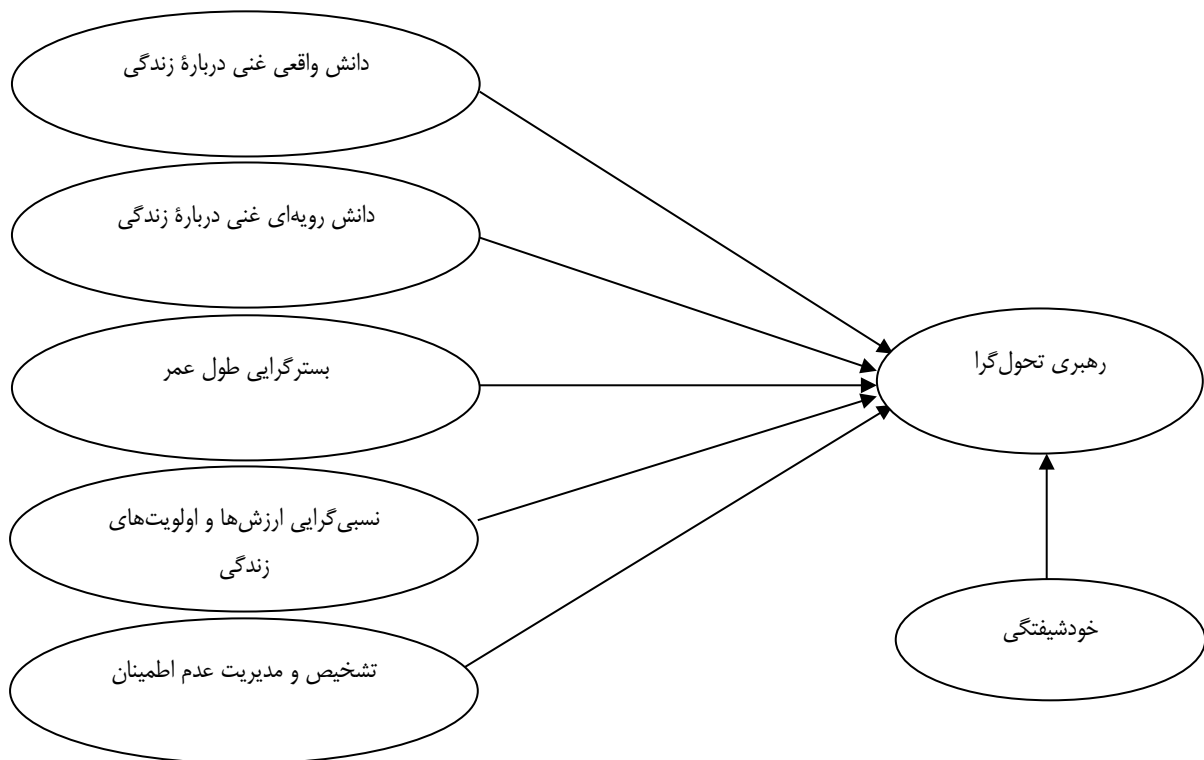 دانش واقعی غنی دربارهٔ زندگی
دانش رویه‌ای غنی دربارهٔ زندگی
بسترگرایی طول عمر
نسبی‌گرایی ارزش‌ها و اولویت‌های
زندگی
تشخیص و مدیریت عدم اطمینان
رهبری تحول‌گرا
خودشیفتگی